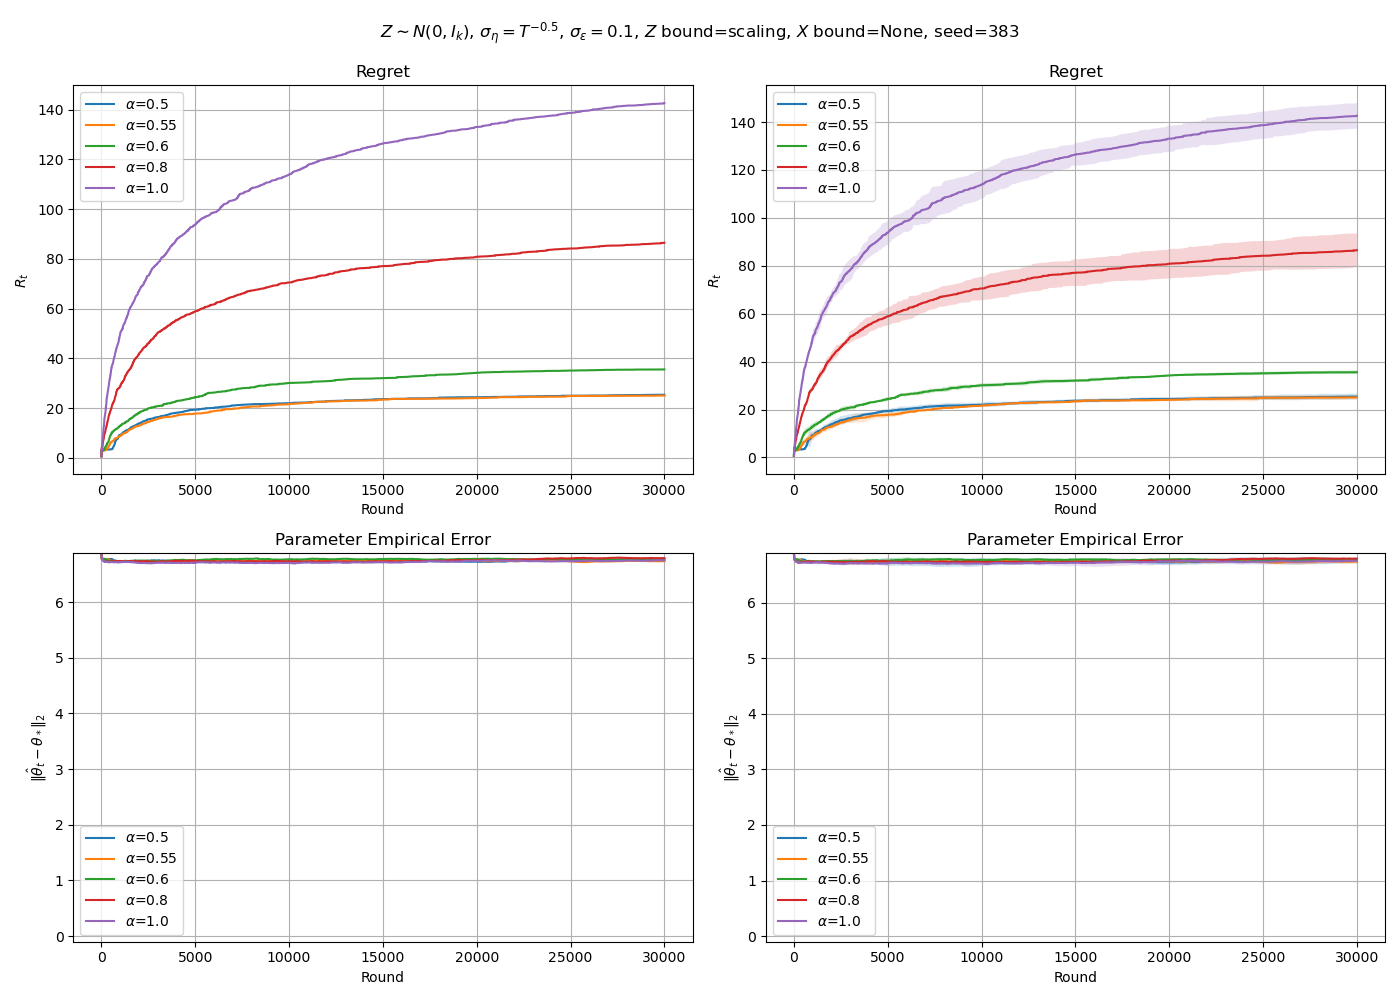 Z ~ N(0, I_k), σ_η = T^{−0.5}, σ_ε = 0.1, Z bound=scaling, X bound=None, seed=383
Regret
140
120
100
80
60
40
20
0
R_t
α=0.5
α=0.55
α=0.6
α=0.8
α=1.0
0 5000 10000 15000 20000 25000 30000
Round
Regret
140
120
100
80
60
40
20
0
R_t
α=0.5
α=0.55
α=0.6
α=0.8
α=1.0
0 5000 10000 15000 20000 25000 30000
Round
Parameter Empirical Error
6
5
4
3
2
1
0
‖θ̂_t − θ_*‖_2
α=0.5
α=0.55
α=0.6
α=0.8
α=1.0
0 5000 10000 15000 20000 25000 30000
Round
Parameter Empirical Error
6
5
4
3
2
1
0
‖θ̂_t − θ_*‖_2
α=0.5
α=0.55
α=0.6
α=0.8
α=1.0
0 5000 10000 15000 20000 25000 30000
Round